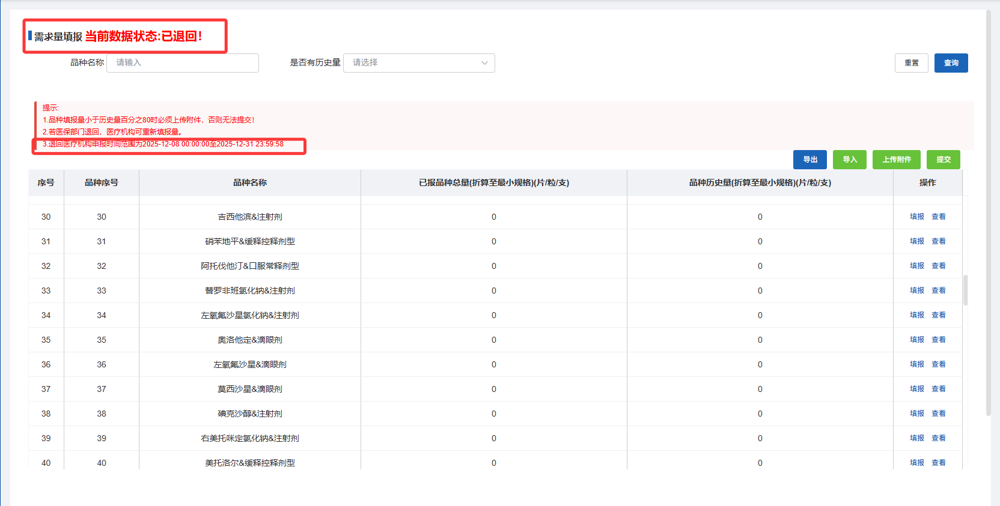 需求量填报 当前数据状态:已退回!
品种名称 请输入 是否有历史量 请选择 重置 查询
提示:
1.品种填报量小于历史量百分之80时必须上传附件，否则无法提交!
2.若医保部门退回，医疗机构可重新填报量。
3.退回医疗机构申报时间范围为2025-12-08 00:00:00至2025-12-31 23:59:58
导出 导入 上传附件 提交
序号 品种序号 品种名称 已报品种总量(折算至最小规格)(片/粒/支) 品种历史量(折算至最小规格)(片/粒/支) 操作
30 30 吉西他滨&注射剂 0 0 填报 查看
31 31 硝苯地平&缓释控释剂型 0 0 填报 查看
32 32 阿托伐他汀&口服常释剂型 0 0 填报 查看
33 33 替罗非班氯化钠&注射剂 0 0 填报 查看
34 34 左氧氟沙星氯化钠&注射剂 0 0 填报 查看
35 35 奥洛他定&滴眼剂 0 0 填报 查看
36 36 左氧氟沙星&滴眼剂 0 0 填报 查看
37 37 莫西沙星&滴眼剂 0 0 填报 查看
38 38 碘克沙醇&注射剂 0 0 填报 查看
39 39 右美托咪定氯化钠&注射剂 0 0 填报 查看
40 40 美托洛尔&缓释控释剂型 0 0 填报 查看